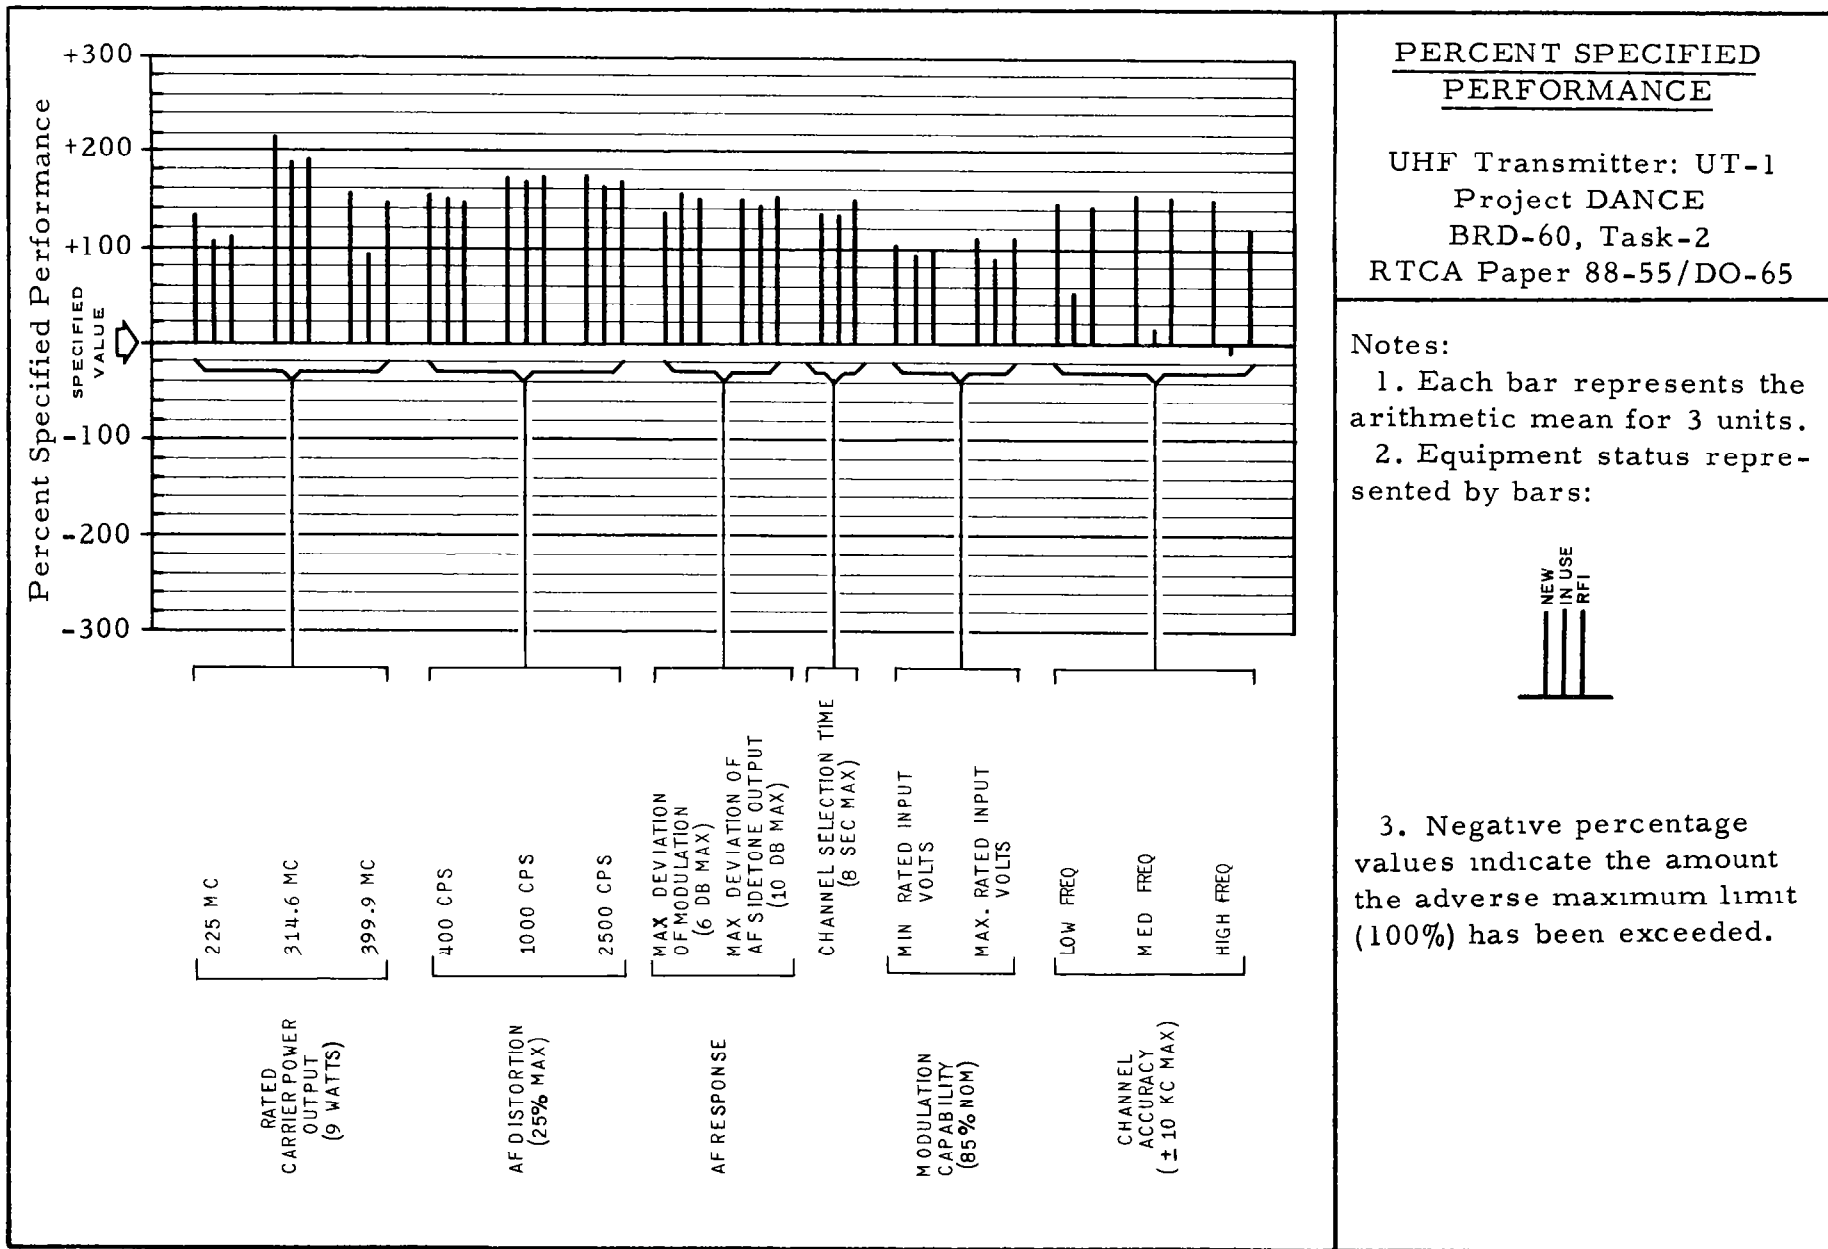 +300
+200
+100
-100
-200
-300
Percent Specified Performance
SPECIFIED
VALUE
225 MC
314.6 MC
399.9 MC
RATED
CARRIER POWER
OUTPUT
(9 WATTS)
400 CPS
1000 CPS
2500 CPS
AF DISTORTION
(25% MAX)
MAX DEVIATION
OF MODULATION
(6 DB MAX)
MAX DEVIATION OF
AF SIDETONE OUTPUT
(10 DB MAX)
AF RESPONSE
CHANNEL SELECTION TIME
(8 SEC MAX)
MIN RATED INPUT
VOLTS
MAX. RATED INPUT
VOLTS
MODULATION
CAPABILITY
(85% NOM)
LOW FREQ
MED FREQ
HIGH FREQ
CHANNEL
ACCURACY
(± 10 KC MAX)
PERCENT SPECIFIED
PERFORMANCE
UHF Transmitter: UT-1
Project DANCE
BRD-60, Task-2
RTCA Paper 88-55/DO-65
Notes:
1. Each bar represents the
arithmetic mean for 3 units.
2. Equipment status repre-
sented by bars:
NEW
IN USE
RFI
3. Negative percentage
values indicate the amount
the adverse maximum limit
(100%) has been exceeded.